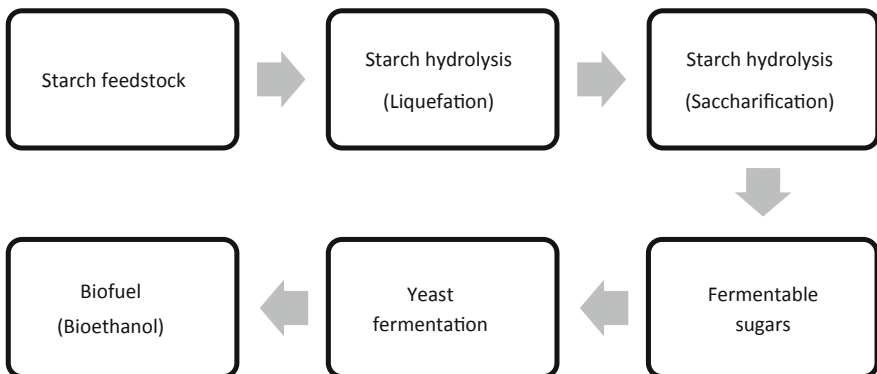 Starch feedstock
Starch hydrolysis
(Liquefation)
Starch hydrolysis
(Saccharification)
Fermentable
sugars
Yeast
fermentation
Biofuel
(Bioethanol)